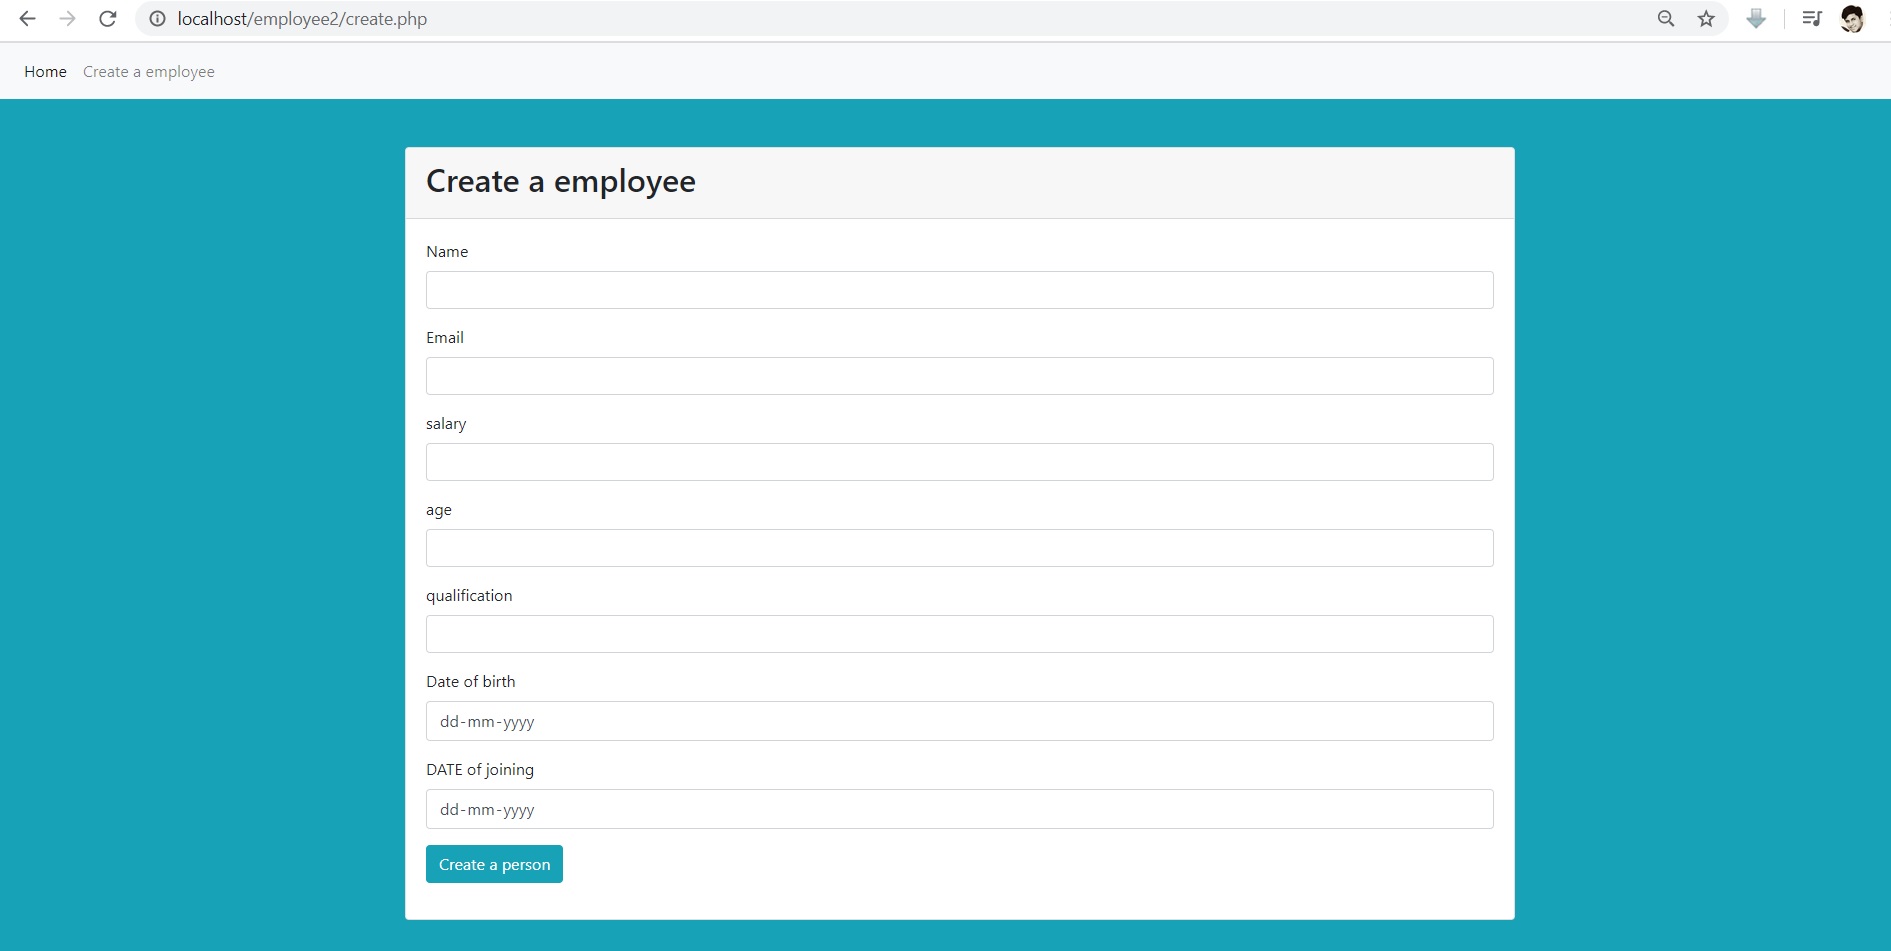 localhost/employee2/create.php
Home Create a employee
Create a employee
Name
Email
salary
age
qualification
Date of birth
dd-mm-yyyy
DATE of joining
dd-mm-yyyy
Create a person